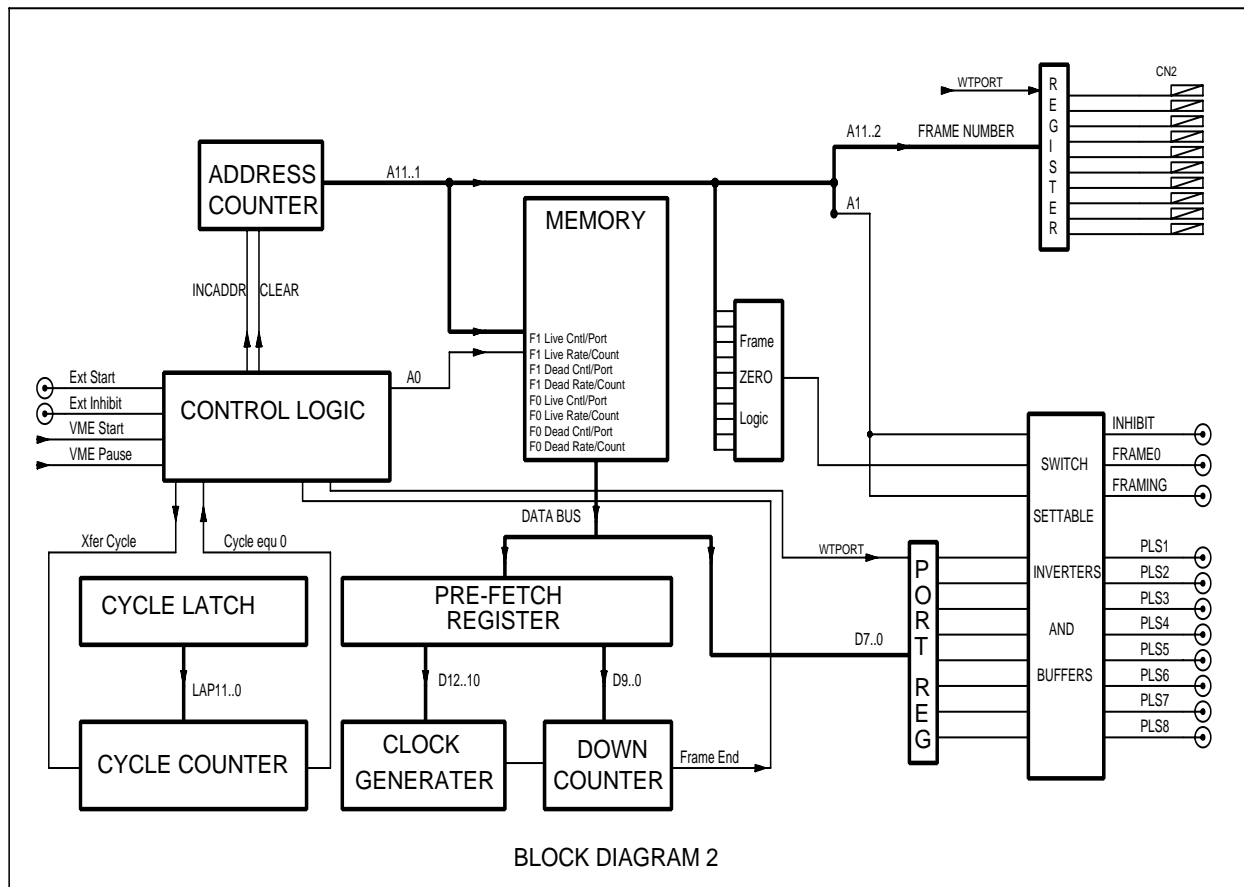 CN2
WTPORT
REGISTER
A11..2
FRAME NUMBER
ADDRESS
COUNTER
A11..1
A1
MEMORY
INCADDR
CLEAR
F1 Live Cntl/Port
F1 Live Rate/Count
F1 Dead Cntl/Port
F1 Dead Rate/Count
F0 Live Cntl/Port
F0 Live Rate/Count
F0 Dead Cntl/Port
F0 Dead Rate/Count
Frame
ZERO
Logic
A0
Ext Start
Ext Inhibit
VME Start
VME Pause
CONTROL LOGIC
INHIBIT
FRAME0
FRAMING
SWITCH
SETTABLE
INVERTERS
AND
BUFFERS
DATA BUS
Xfer Cycle
Cycle equ 0
WTPORT
PORT REG
PLS1
PLS2
PLS3
PLS4
PLS5
PLS6
PLS7
PLS8
CYCLE LATCH
PRE-FETCH
REGISTER
D7..0
LAP11..0
D12..10
D9..0
CYCLE COUNTER
CLOCK
GENERATER
DOWN
COUNTER
Frame End
BLOCK DIAGRAM 2